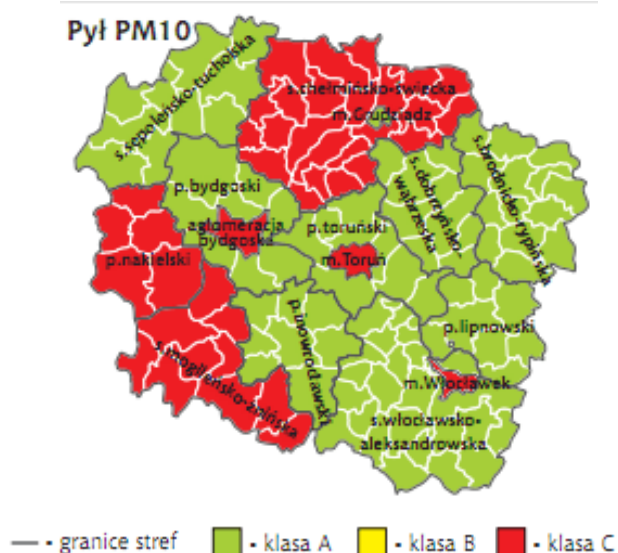 Pył PM10
s.sępoleńsko-tucholska
s.chełmińsko-świecka
m.Grudziądz
s.brodnicko-rypińska
s.dobrzyńsko-
wąbrzeska
p.bydgoski
aglomeracja
bydgoska
p.toruński
m.Toruń
p.nakielski
p.inowrocławski
p.lipnowski
s.mogileńsko-żnińska
m.Włocławek
s.włocławsko-
aleksandrowska
- granice stref - klasa A - klasa B - klasa C